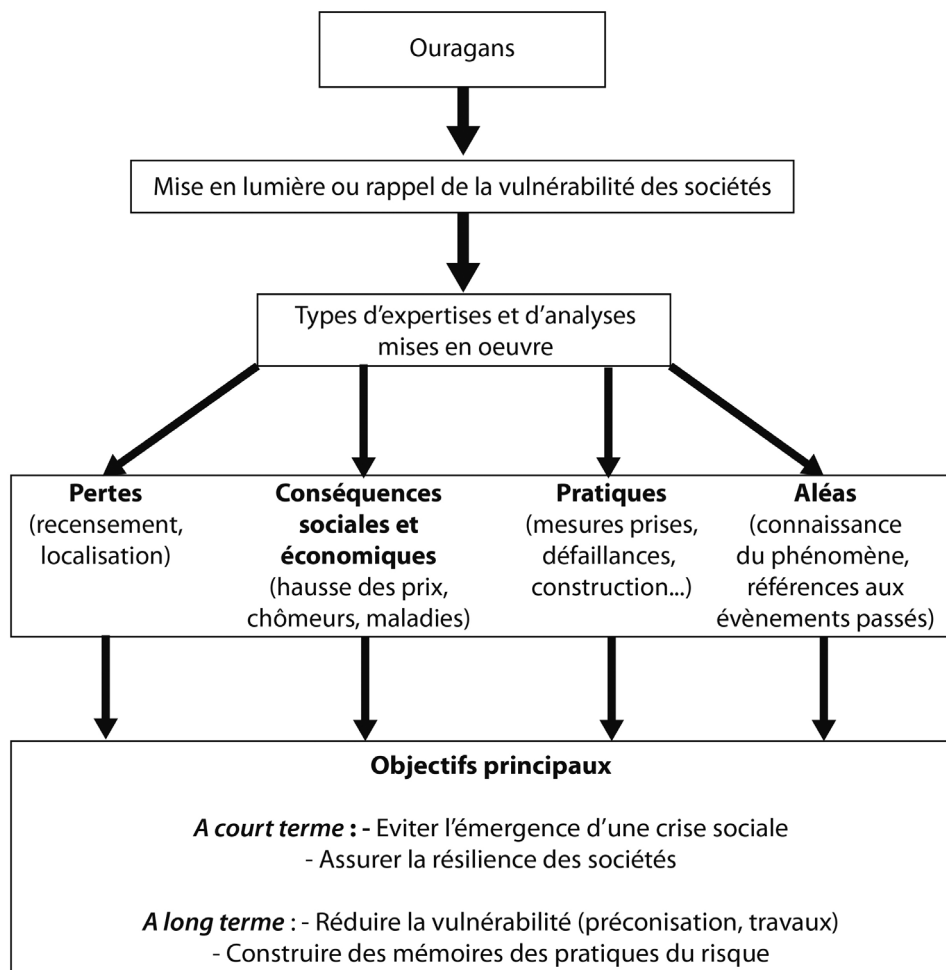 Ouragans
Mise en lumière ou rappel de la vulnérabilité des sociétés
Types d'expertises et d'analyses
mises en oeuvre
Pertes
(recensement,
localisation)
Conséquences
sociales et
économiques
(hausse des prix,
chômeurs, maladies)
Pratiques
(mesures prises,
défaillances,
construction...)
Aléas
(connaissance
du phénomène,
références aux
évènements passés)
Objectifs principaux
A court terme : - Eviter l'émergence d'une crise sociale
- Assurer la résilience des sociétés
A long terme : - Réduire la vulnérabilité (préconisation, travaux)
- Construire des mémoires des pratiques du risque